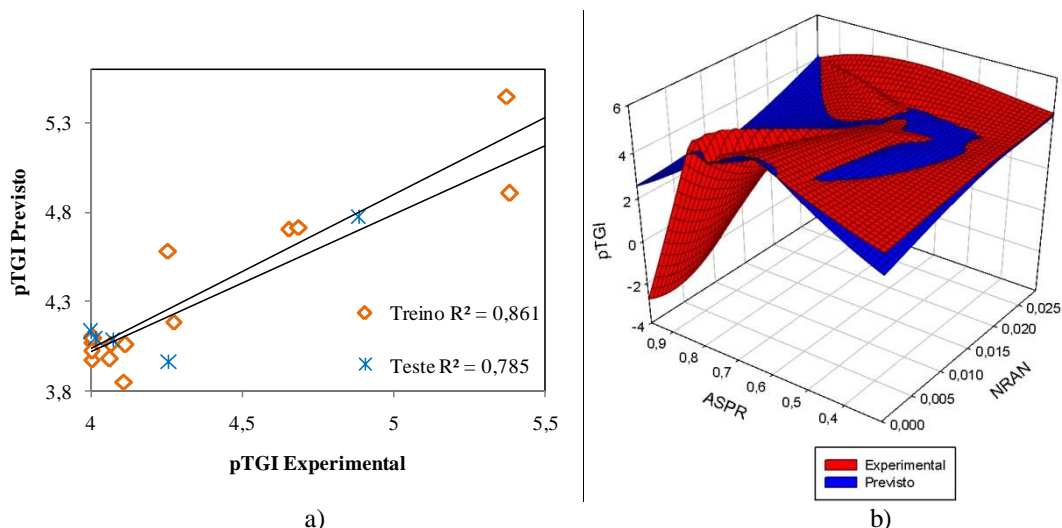 5,3
4,8
4,3
3,8
pTGI Previsto
Treino R² = 0,861
Teste R² = 0,785
4
4,5
5
5,5
pTGI Experimental
a)
6
4
2
0
-2
-4
pTGI
0,9
0,8
0,7
0,6
0,5
0,4
ASPR
0,000
0,005
0,010
0,015
0,020
0,025
NRAN
Experimental
Previsto
b)